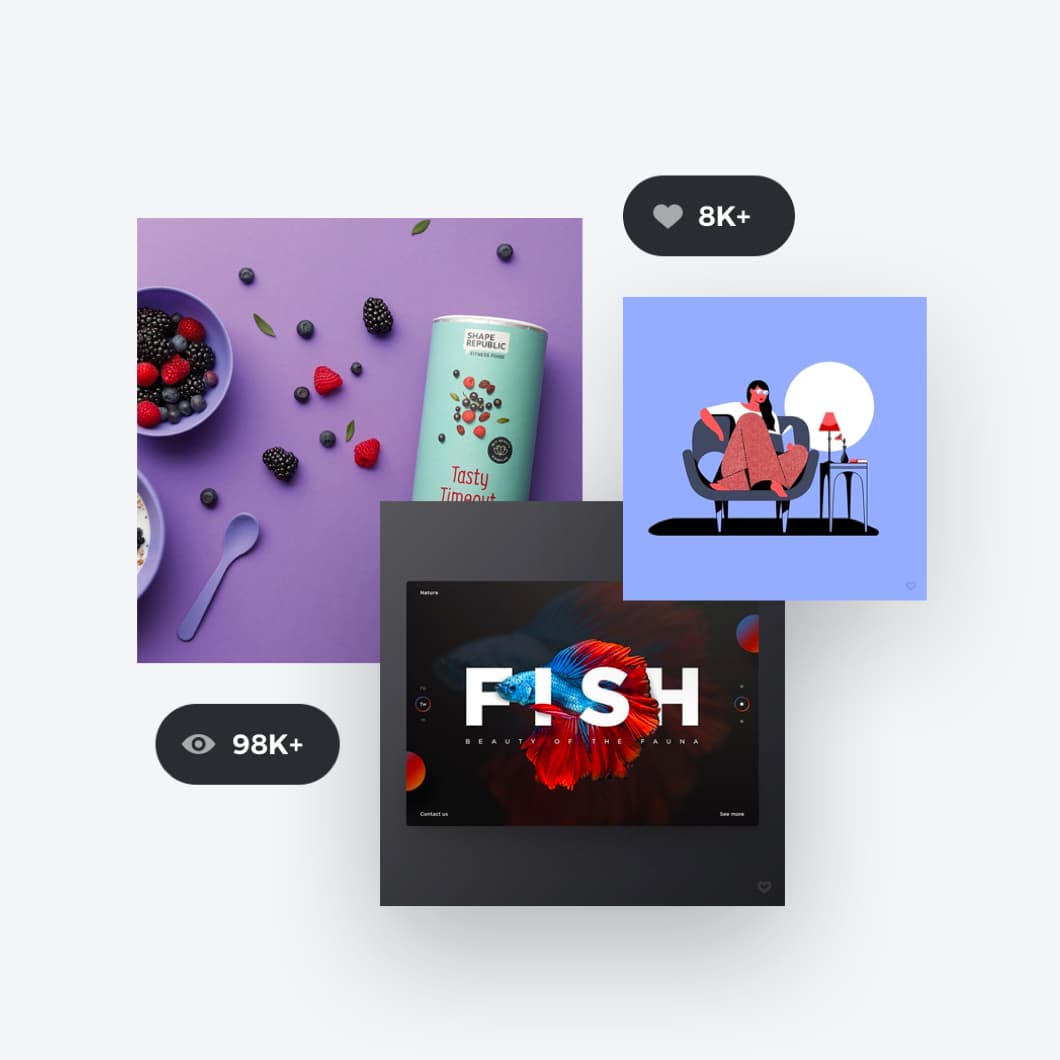 8K+
SHAPE
REPUBLIC
FITNESS FOOD
Tasty
Timeout
Nature
FISH
BEAUTY OF THE FAUNA
Contact us
See more
98K+